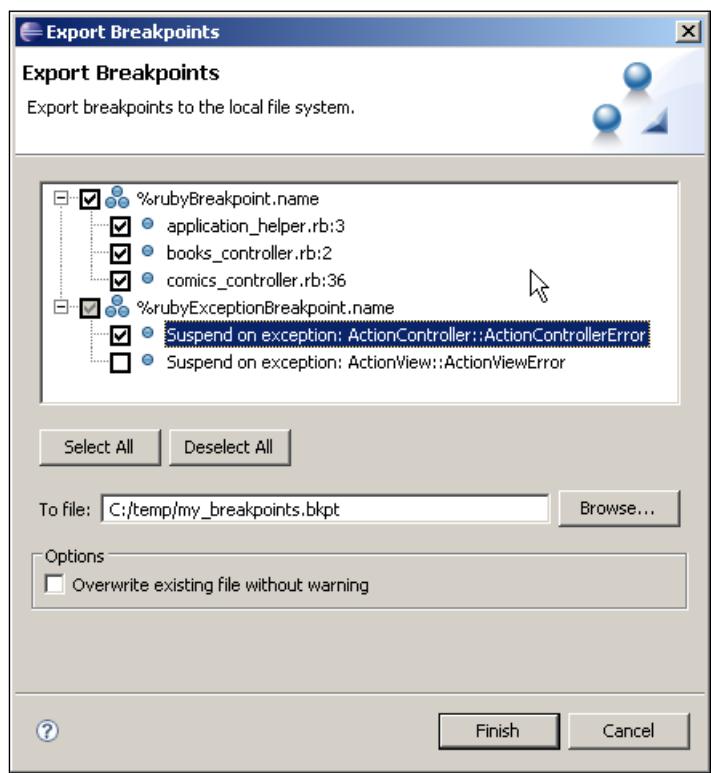 Export Breakpoints
Export Breakpoints
Export breakpoints to the local file system.
%rubyBreakpoint.name
application_helper.rb:3
books_controller.rb:2
comics_controller.rb:36
%rubyExceptionBreakpoint.name
Suspend on exception: ActionController::ActionControllerError
Suspend on exception: ActionView::ActionViewError
Select All Deselect All
To file: C:/temp/my_breakpoints.bkpt Browse...
Options
Overwrite existing file without warning
? Finish Cancel